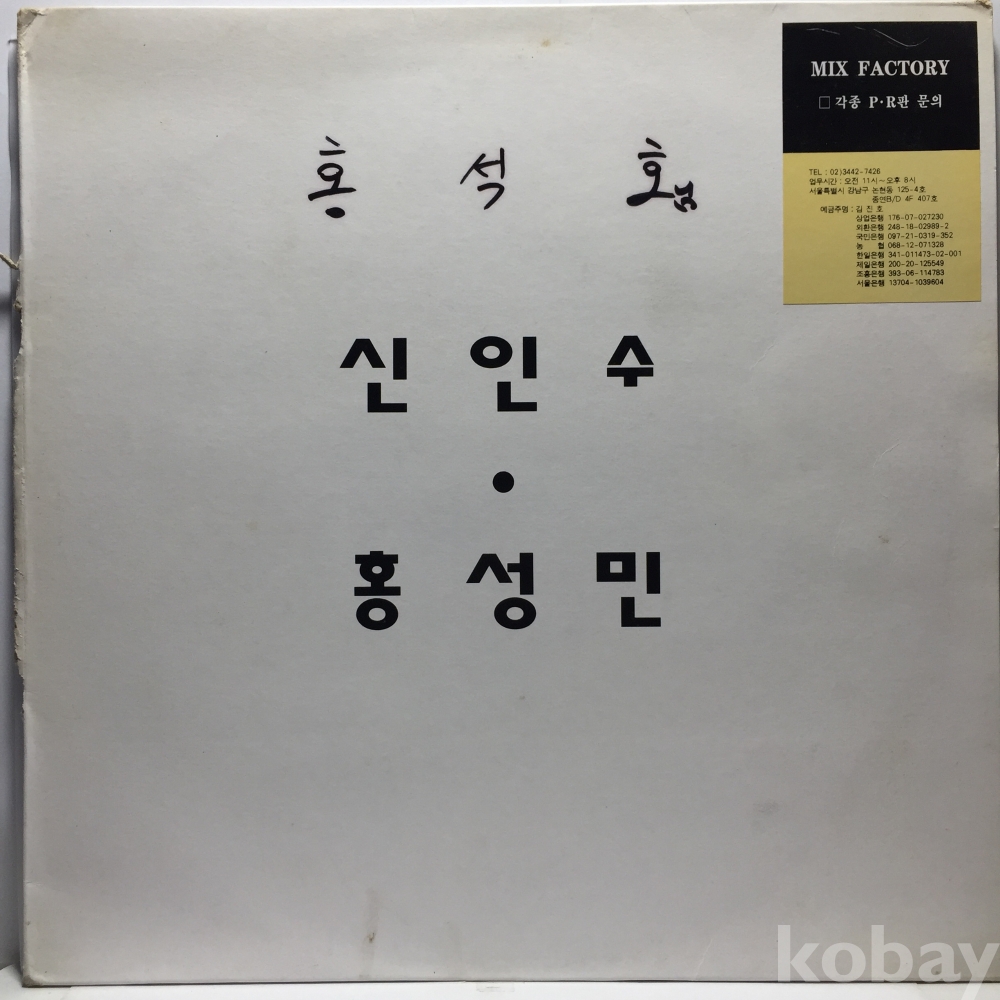 MIX FACTORY
□ 각종 P·R판 문의
TEL : 02)3442-7426
업무시간 : 오전 11시~오후 8시
서울특별시 강남구 논현동 125-4호
종연B/D 4F 407호
예금주명 : 김 진 호
상업은행 176-07-027230
외환은행 248-18-02989-2
국민은행 097-21-0319-352
농 협 068-12-071328
한일은행 341-011473-02-001
제일은행 200-20-125549
조흥은행 393-06-114783
서울은행 13704-1039604
홍 석 호님
신 인 수
•
홍 성 민
kobay